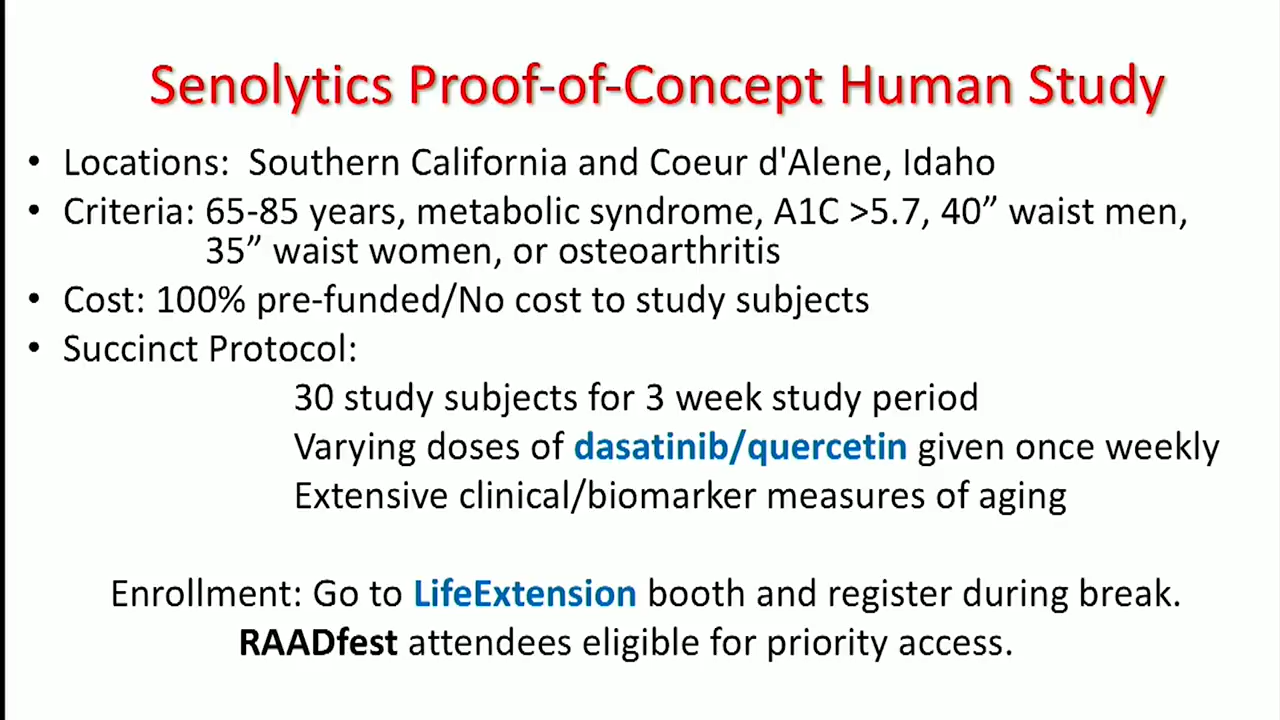 Senolytics Proof-of-Concept Human Study
• Locations:  Southern California and Coeur d'Alene, Idaho
• Criteria: 65-85 years, metabolic syndrome, A1C >5.7, 40” waist men,
35” waist women, or osteoarthritis
• Cost: 100% pre-funded/No cost to study subjects
• Succinct Protocol:
30 study subjects for 3 week study period
Varying doses of dasatinib/quercetin given once weekly
Extensive clinical/biomarker measures of aging
Enrollment: Go to LifeExtension booth and register during break.
RAADfest attendees eligible for priority access.